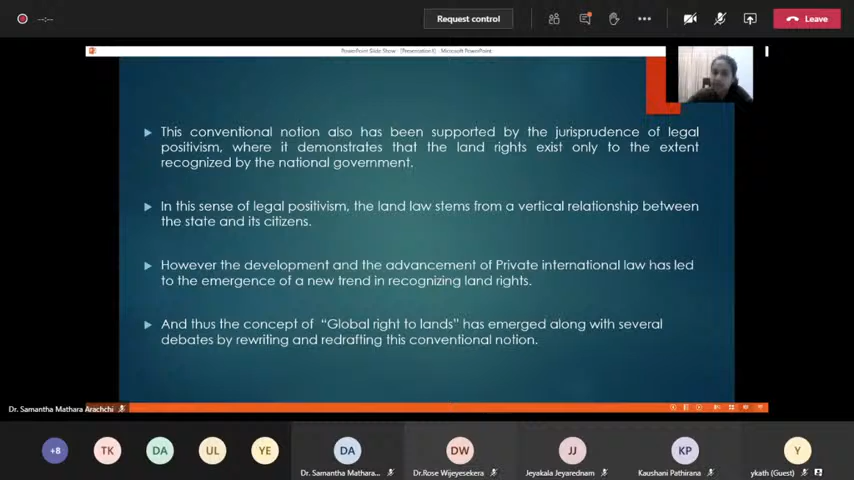 --:--
Request control
Leave
PowerPoint Slide Show - [Presentation1] - Microsoft PowerPoint
This conventional notion also has been supported by the jurisprudence of legal
positivism, where it demonstrates that the land rights exist only to the extent
recognized by the national government.
In this sense of legal positivism, the land law stems from a vertical relationship between
the state and its citizens.
However the development and the advancement of Private international law has led
to the emergence of a new trend in recognizing land rights.
And thus the concept of “Global right to lands” has emerged along with several
debates by rewriting and redrafting this conventional notion.
Dr. Samantha Mathara Arachchi
+8
TK
DA
UL
YE
DA
Dr. Samantha Mathara...
DW
Dr.Rose Wijeyesekera
JJ
Jeyakala Jeyarednam
KP
Kaushani Pathirana
Y
ykath (Guest)